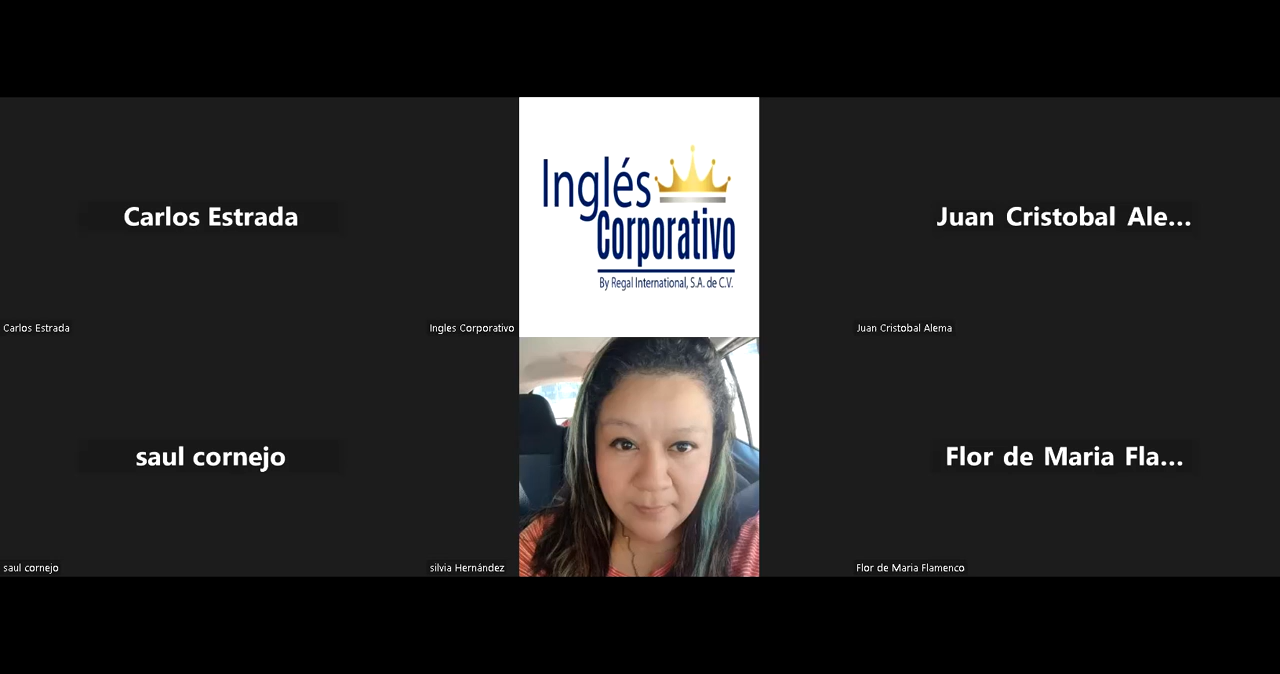 Carlos Estrada
Carlos Estrada
Inglés
Corporativo
By Regal International, S.A. de C.V.
Ingles Corporativo
Juan Cristobal Ale...
Juan Cristobal Alema
saul cornejo
saul cornejo
silvia Hernández
Flor de Maria Fla...
Flor de Maria Flamenco